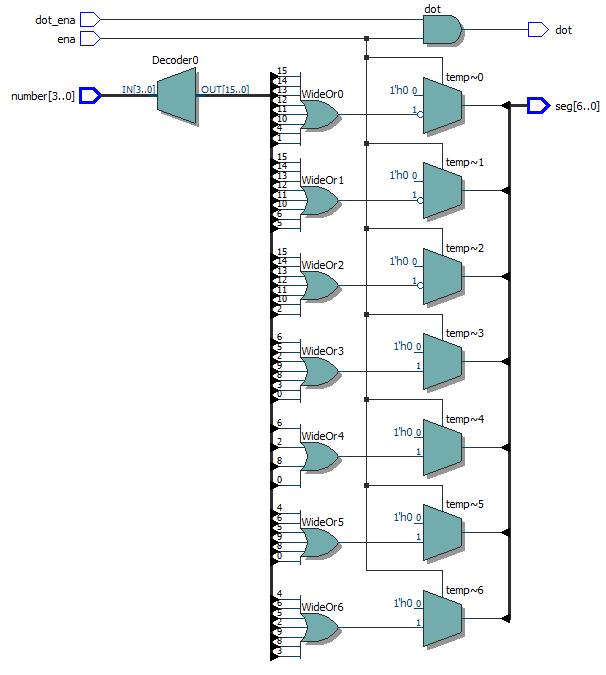 dot_ena
ena
dot
dot
number[3..0]
Decoder0
IN[3..0]
OUT[15..0]
seg[6..0]
15
14
13
12
11
10
4
1
WideOr0
temp~0
1'h0 0
1
15
14
13
12
11
10
6
5
WideOr1
temp~1
1'h0 0
1
15
14
13
12
11
10
2
WideOr2
temp~2
1'h0 0
1
6
5
2
9
8
3
0
WideOr3
temp~3
1'h0 0
1
6
2
8
0
WideOr4
temp~4
1'h0 0
1
4
6
5
9
8
0
WideOr5
temp~5
1'h0 0
1
4
6
5
2
9
8
3
WideOr6
temp~6
1'h0 0
1